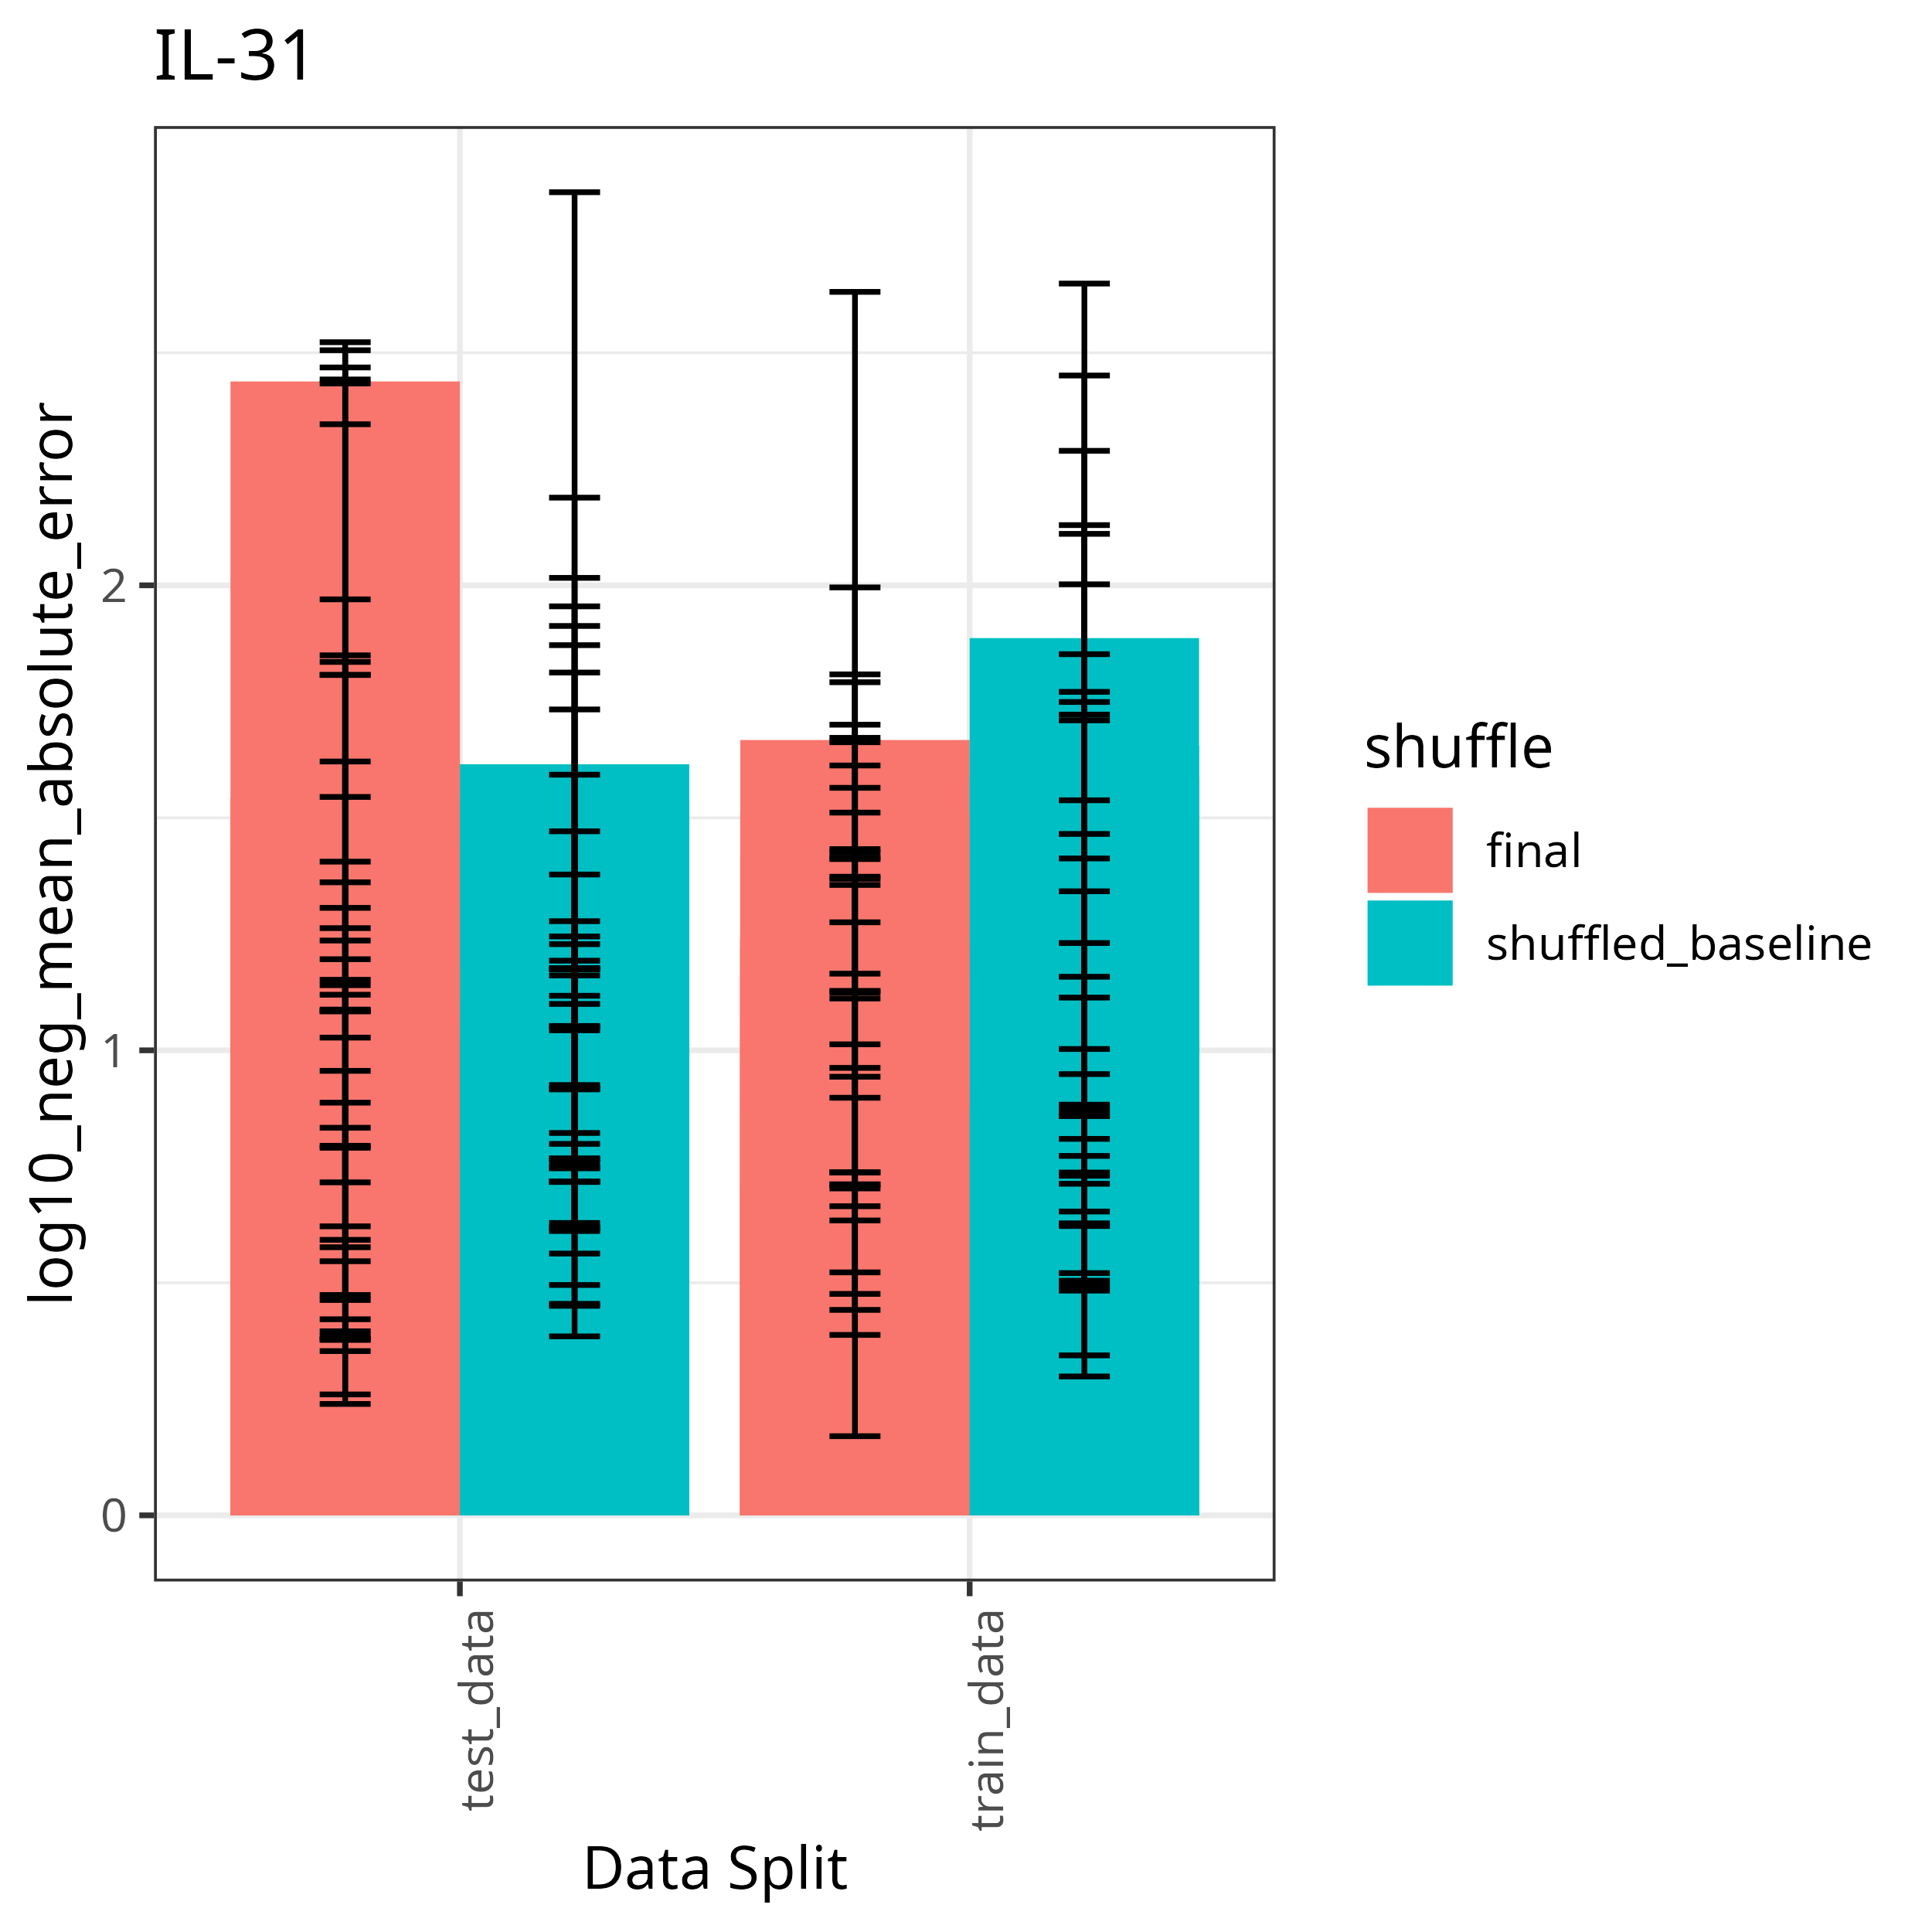 IL-31
log10_neg_mean_absolute_error
2
1
0
test_data
train_data
Data Split
shuffle
final
shuffled_baseline